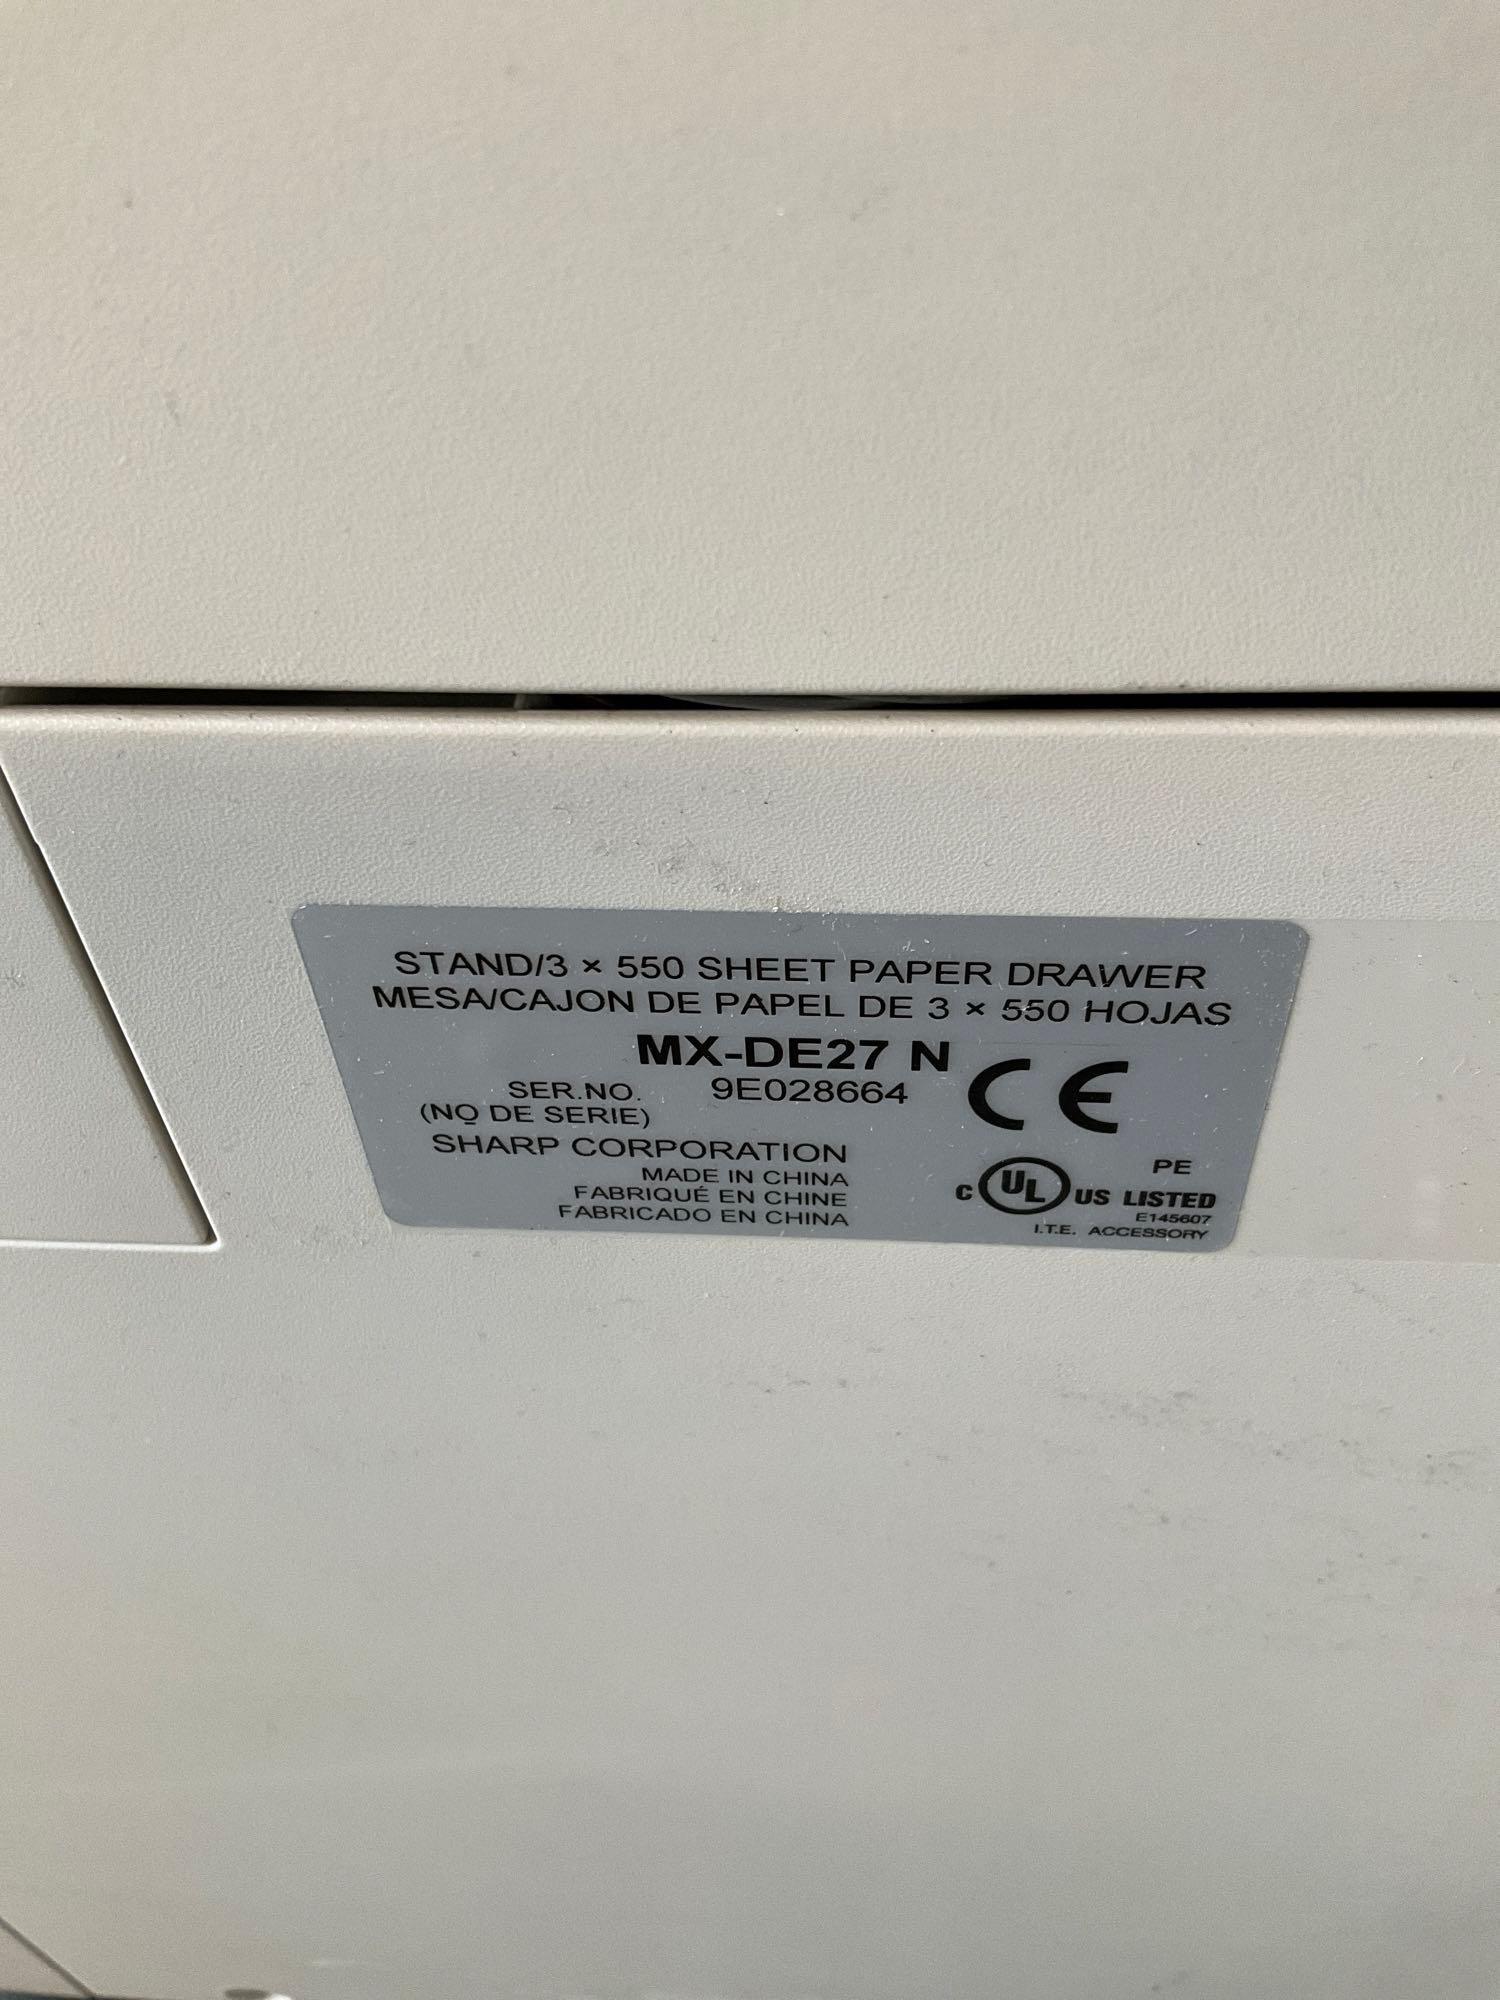 STAND/3 × 550 SHEET PAPER DRAWER
MESA/CAJON DE PAPEL DE 3 × 550 HOJAS
MX-DE27 N
SER.NO. 9E028664
(NO DE SERIE)
CE
SHARP CORPORATION
MADE IN CHINA
FABRIQUÉ EN CHINE
FABRICADO EN CHINA
PE
C UL US LISTED
E145607
I.T.E. ACCESSORY